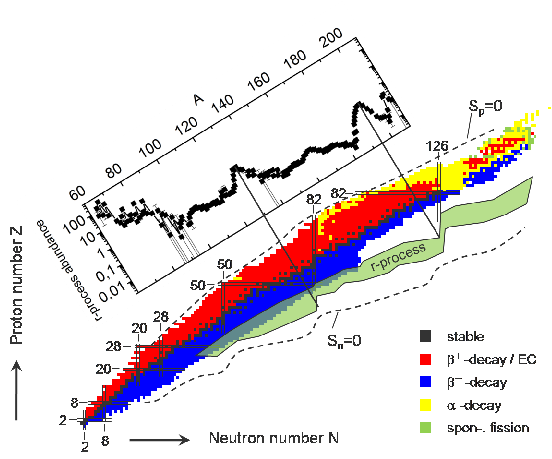 200
180
160
140
120
100
80
60
A
100
10
1
0.1
0.01
r-process abundance
Sp=0
126
82
82
50
50
28
28
20
20
8
2
2
8
r-process
Sn=0
Proton number Z
Neutron number N
stable
β⁺-decay / EC
β⁻-decay
α -decay
spon-. fission